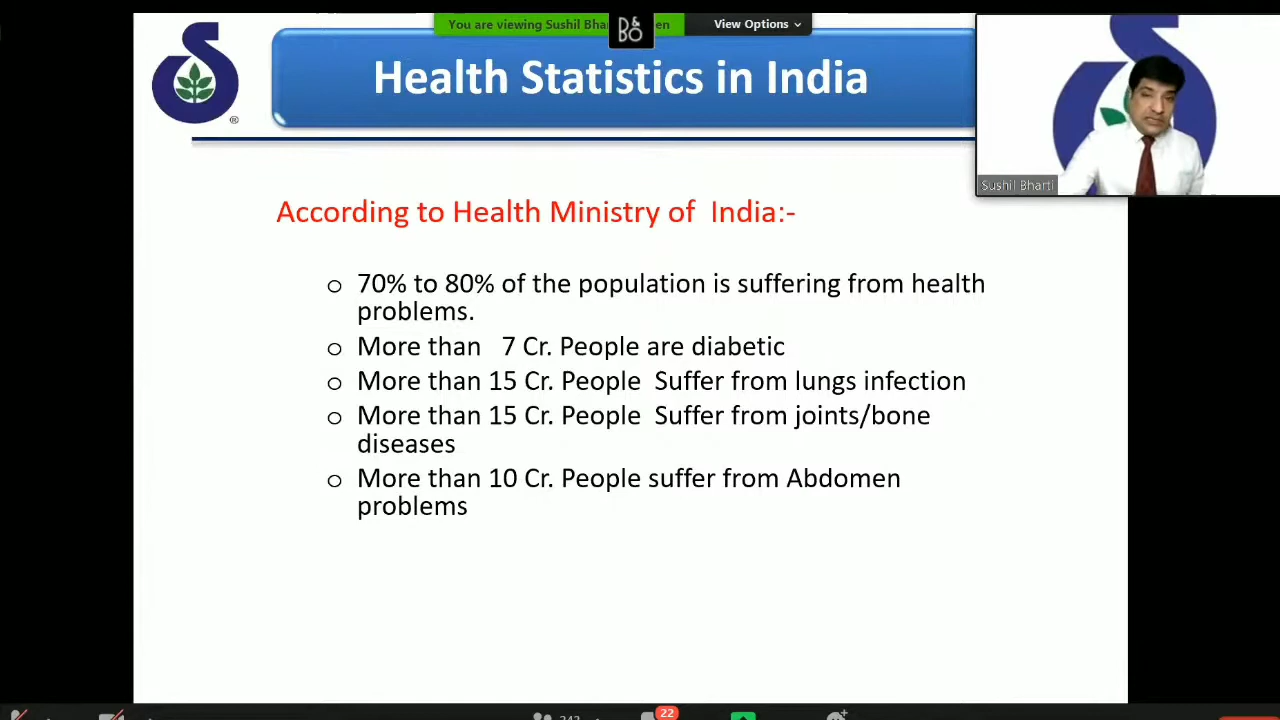 You are viewing Sushil Bhar en
B&O
View Options
Health Statistics in India
®
Sushil Bharti
According to Health Ministry of India:-
o 70% to 80% of the population is suffering from health
problems.
o More than 7 Cr. People are diabetic
o More than 15 Cr. People Suffer from lungs infection
o More than 15 Cr. People Suffer from joints/bone
diseases
o More than 10 Cr. People suffer from Abdomen
problems
22